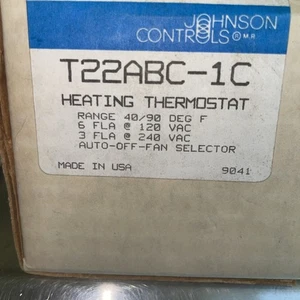 JOHNSON
CONTROLS ® M.R.
T22ABC-1C
HEATING THERMOSTAT
RANGE 40/90 DEG F
6 FLA @ 120 VAC
3 FLA @ 240 VAC
AUTO-OFF-FAN SELECTOR
MADE IN USA 9041